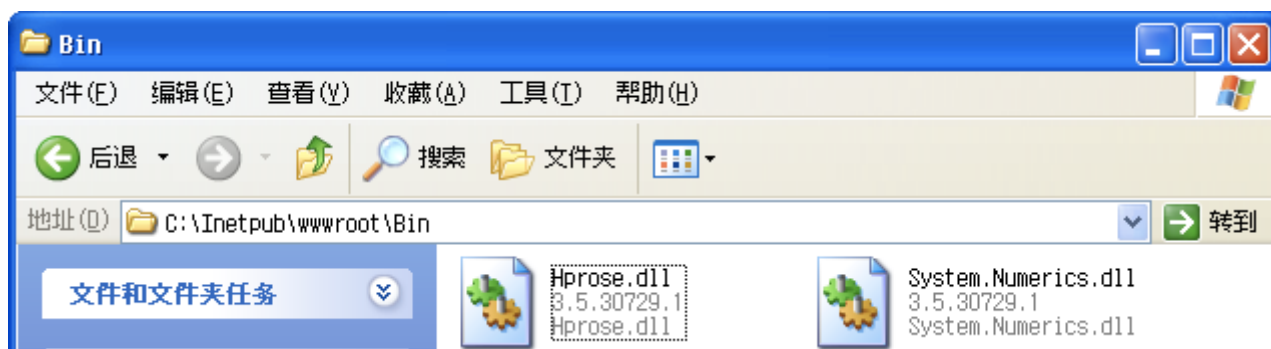 Bin
文件(F) 编辑(E) 查看(V) 收藏(A) 工具(T) 帮助(H)
后退 搜索 文件夹
地址(D) C:\Inetpub\wwwroot\Bin 转到
文件和文件夹任务
Hprose.dll
3.5.30729.1
Hprose.dll
System.Numerics.dll
3.5.30729.1
System.Numerics.dll